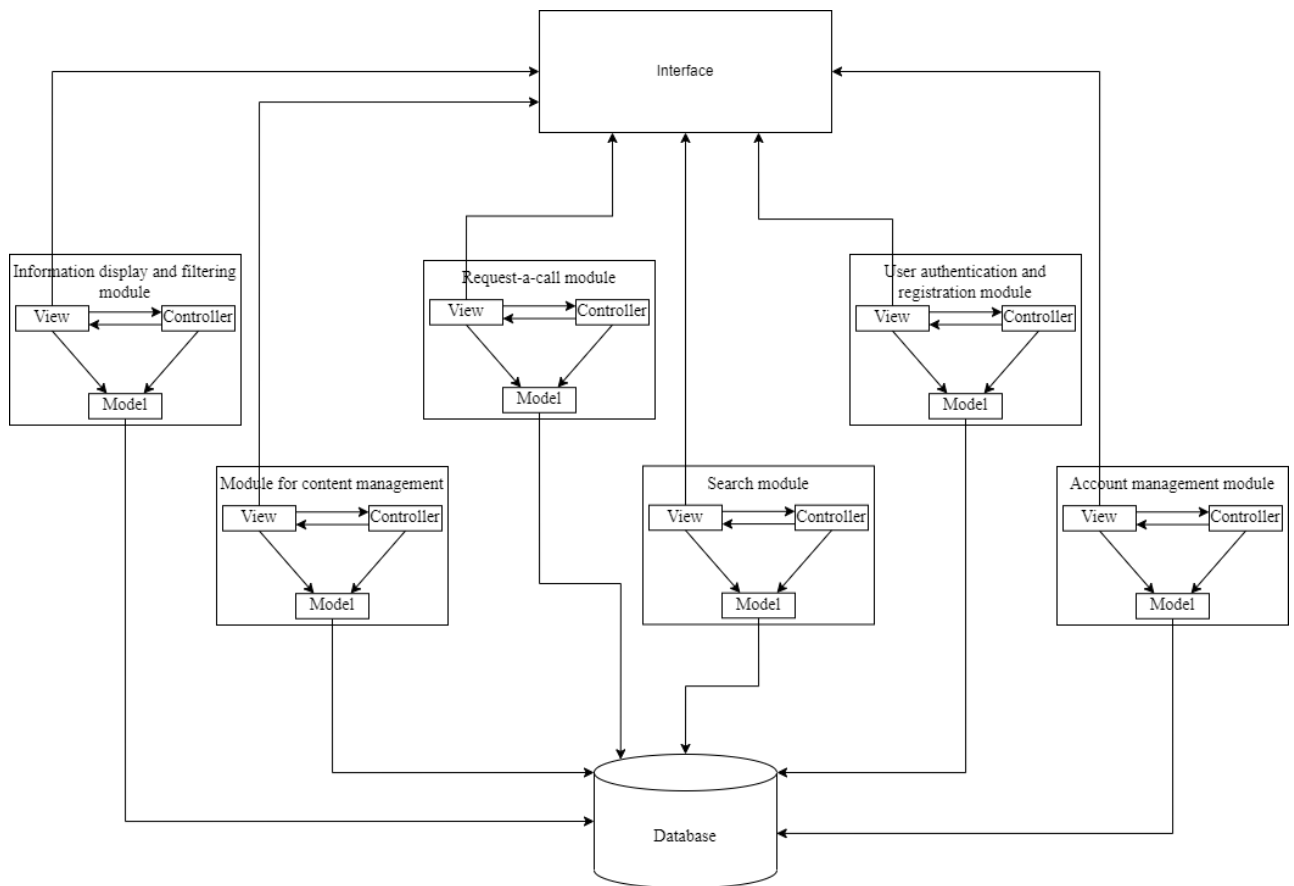 Interface
Information display and filtering
module
View
Controller
Model
Request-a-call module
View
Controller
Model
User authentication and
registration module
View
Controller
Model
Module for content management
View
Controller
Model
Search module
View
Controller
Model
Account management module
View
Controller
Model
Database